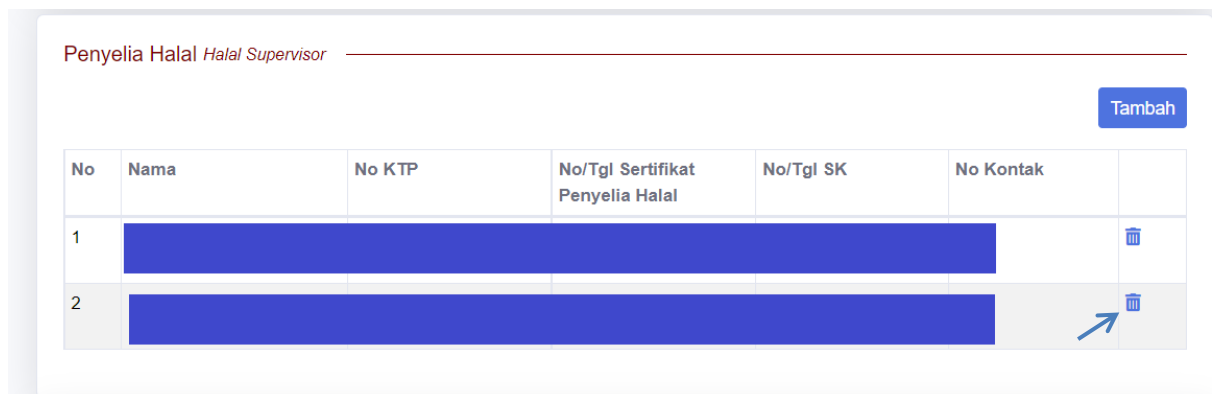 Penyelia Halal Halal Supervisor
Tambah
No Nama No KTP No/Tgl Sertifikat Penyelia Halal No/Tgl SK No Kontak
1
2